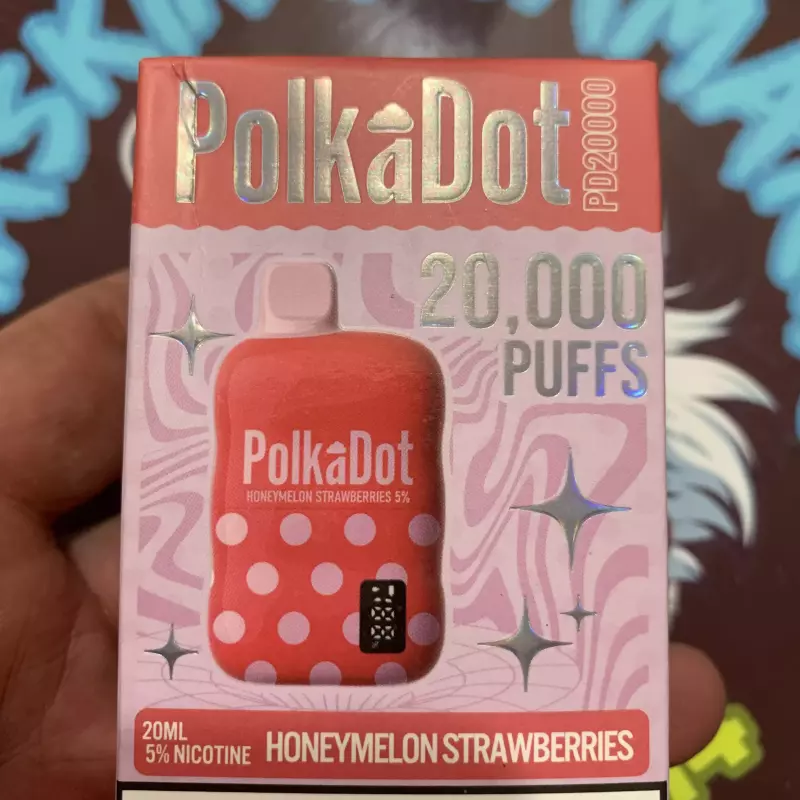 PolkaDot
PD20000
20,000
PUFFS
PolkaDot
HONEYMELON STRAWBERRIES 5%
20ML
5% NICOTINE
HONEYMELON STRAWBERRIES